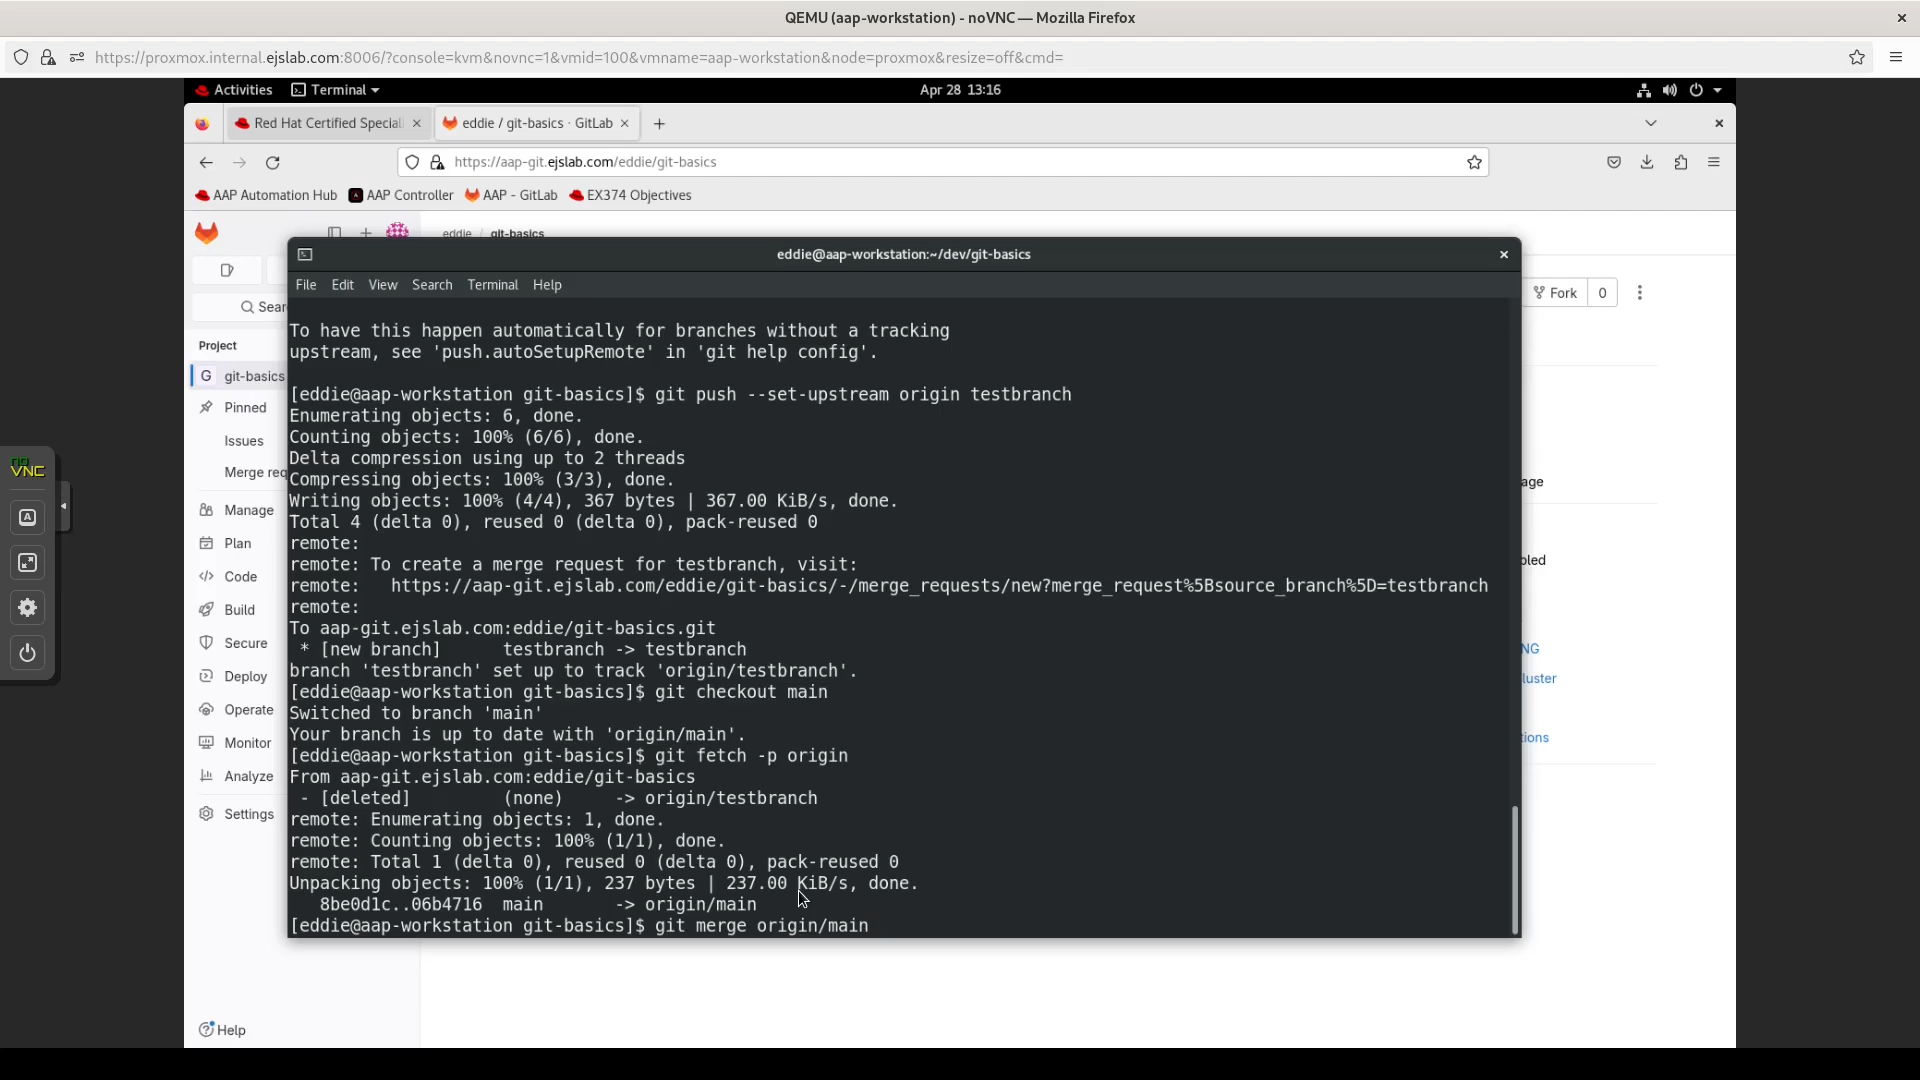 QEMU (aap-workstation) - noVNC — Mozilla Firefox
https://proxmox.internal.ejslab.com:8006/?console=kvm&novnc=1&vmid=100&vmname=aap-workstation&node=proxmox&resize=off&cmd=
Activities
Terminal
Apr 28 13:16
Red Hat Certified Speciali
eddie / git-basics · GitLab
https://aap-git.ejslab.com/eddie/git-basics
AAP Automation Hub
AAP Controller
AAP - GitLab
EX374 Objectives
eddie / git-basics
Sear
Project
G git-basics
Pinned
Issues
Merge req
Manage
Plan
Code
Build
Secure
Deploy
Operate
Monitor
Analyze
Settings
Help
Fork 0
age
bled
NG
luster
tions
no
VNC
A
eddie@aap-workstation:~/dev/git-basics
File Edit View Search Terminal Help
To have this happen automatically for branches without a tracking
upstream, see 'push.autoSetupRemote' in 'git help config'.
[eddie@aap-workstation git-basics]$ git push --set-upstream origin testbranch
Enumerating objects: 6, done.
Counting objects: 100% (6/6), done.
Delta compression using up to 2 threads
Compressing objects: 100% (3/3), done.
Writing objects: 100% (4/4), 367 bytes | 367.00 KiB/s, done.
Total 4 (delta 0), reused 0 (delta 0), pack-reused 0
remote:
remote: To create a merge request for testbranch, visit:
remote:   https://aap-git.ejslab.com/eddie/git-basics/-/merge_requests/new?merge_request%5Bsource_branch%5D=testbranch
remote:
To aap-git.ejslab.com:eddie/git-basics.git
 * [new branch]      testbranch -> testbranch
branch 'testbranch' set up to track 'origin/testbranch'.
[eddie@aap-workstation git-basics]$ git checkout main
Switched to branch 'main'
Your branch is up to date with 'origin/main'.
[eddie@aap-workstation git-basics]$ git fetch -p origin
From aap-git.ejslab.com:eddie/git-basics
 - [deleted]         (none)     -> origin/testbranch
remote: Enumerating objects: 1, done.
remote: Counting objects: 100% (1/1), done.
remote: Total 1 (delta 0), reused 0 (delta 0), pack-reused 0
Unpacking objects: 100% (1/1), 237 bytes | 237.00 KiB/s, done.
   8be0d1c..06b4716  main       -> origin/main
[eddie@aap-workstation git-basics]$ git merge origin/main